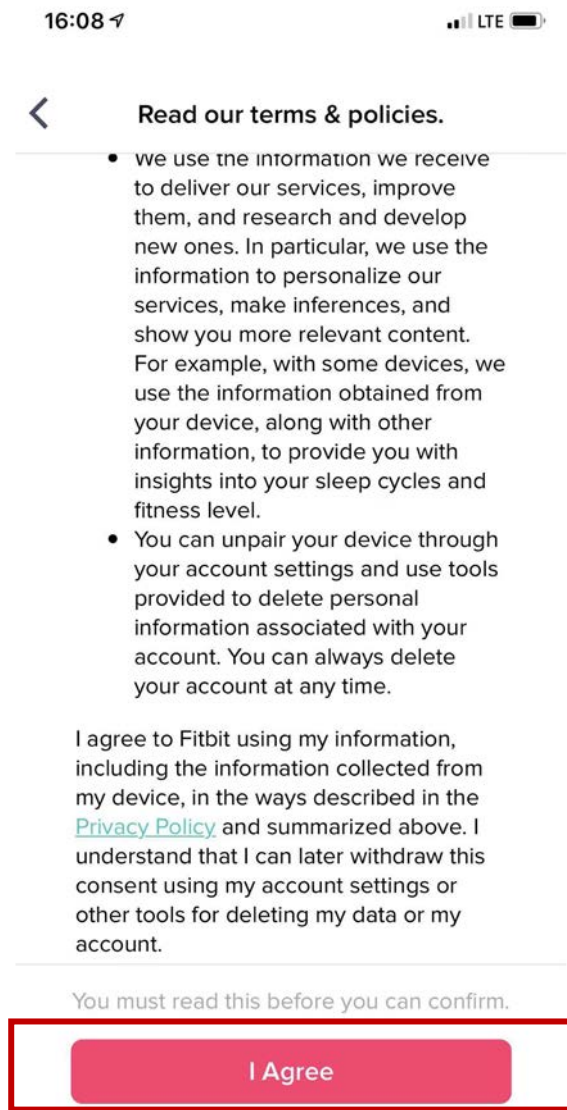 16:08
LTE
Read our terms & policies.
• We use the information we receive
to deliver our services, improve
them, and research and develop
new ones. In particular, we use the
information to personalize our
services, make inferences, and
show you more relevant content.
For example, with some devices, we
use the information obtained from
your device, along with other
information, to provide you with
insights into your sleep cycles and
fitness level.
• You can unpair your device through
your account settings and use tools
provided to delete personal
information associated with your
account. You can always delete
your account at any time.
I agree to Fitbit using my information,
including the information collected from
my device, in the ways described in the
Privacy Policy and summarized above. I
understand that I can later withdraw this
consent using my account settings or
other tools for deleting my data or my
account.
You must read this before you can confirm.
I Agree